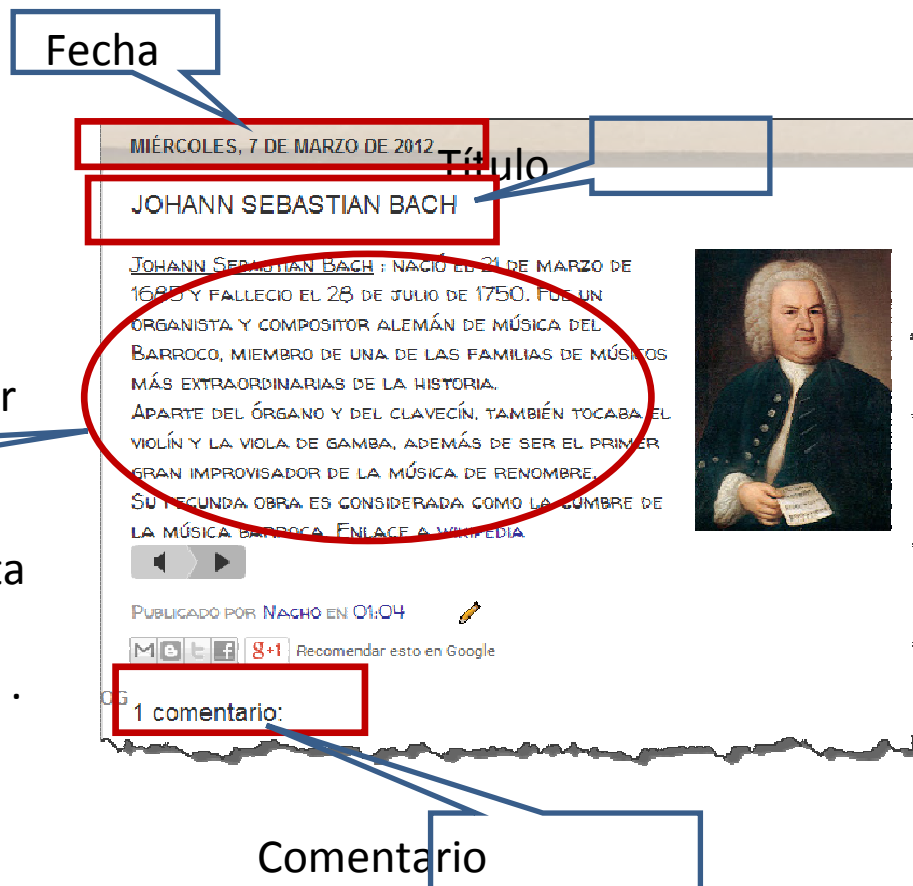 Fecha
MIÉRCOLES, 7 DE MARZO DE 2012
Título
JOHANN SEBASTIAN BACH
JOHANN SEBASTIAN BACH : NACIÓ EL 21 DE MARZO DE
1685 Y FALLECIO EL 28 DE JULIO DE 1750. FUE UN
ORGANISTA Y COMPOSITOR ALEMÁN DE MÚSICA DEL
BARROCO, MIEMBRO DE UNA DE LAS FAMILIAS DE MÚSICOS
MÁS EXTRAORDINARIAS DE LA HISTORIA.
APARTE DEL ÓRGANO Y DEL CLAVECÍN, TAMBIÉN TOCABA EL
VIOLÍN Y LA VIOLA DE GAMBA, ADEMÁS DE SER EL PRIMER
GRAN IMPROVISADOR DE LA MÚSICA DE RENOMBRE.
SU FECUNDA OBRA ES CONSIDERADA COMO LA CUMBRE DE
LA MÚSICA BARROCA. ENLACE A WIKIPEDIA
PUBLICADO POR NACHO EN 01:04
g+1 Recomendar esto en Google
1 comentario:
Comentario